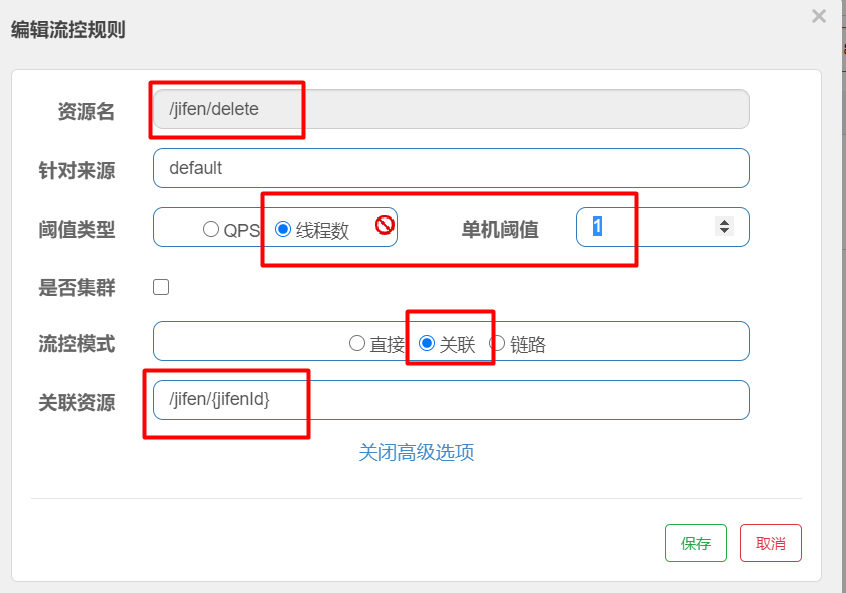 编辑流控规则 ×
资源名 /jifen/delete
针对来源 default
阈值类型 QPS 线程数 单机阈值 1
是否集群
流控模式 直接 关联 链路
关联资源 /jifen/{jifenId}
关闭高级选项
保存 取消